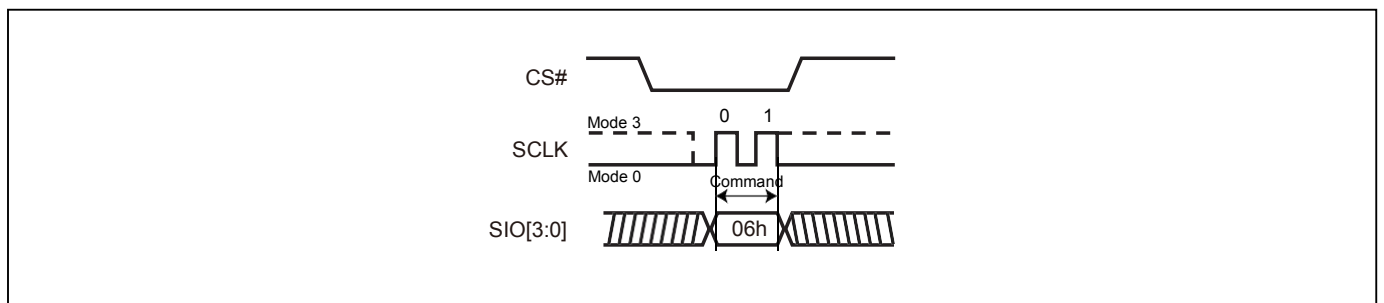 CS#
Mode 3 0 1
SCLK
Mode 0 Command
SIO[3:0] 06h